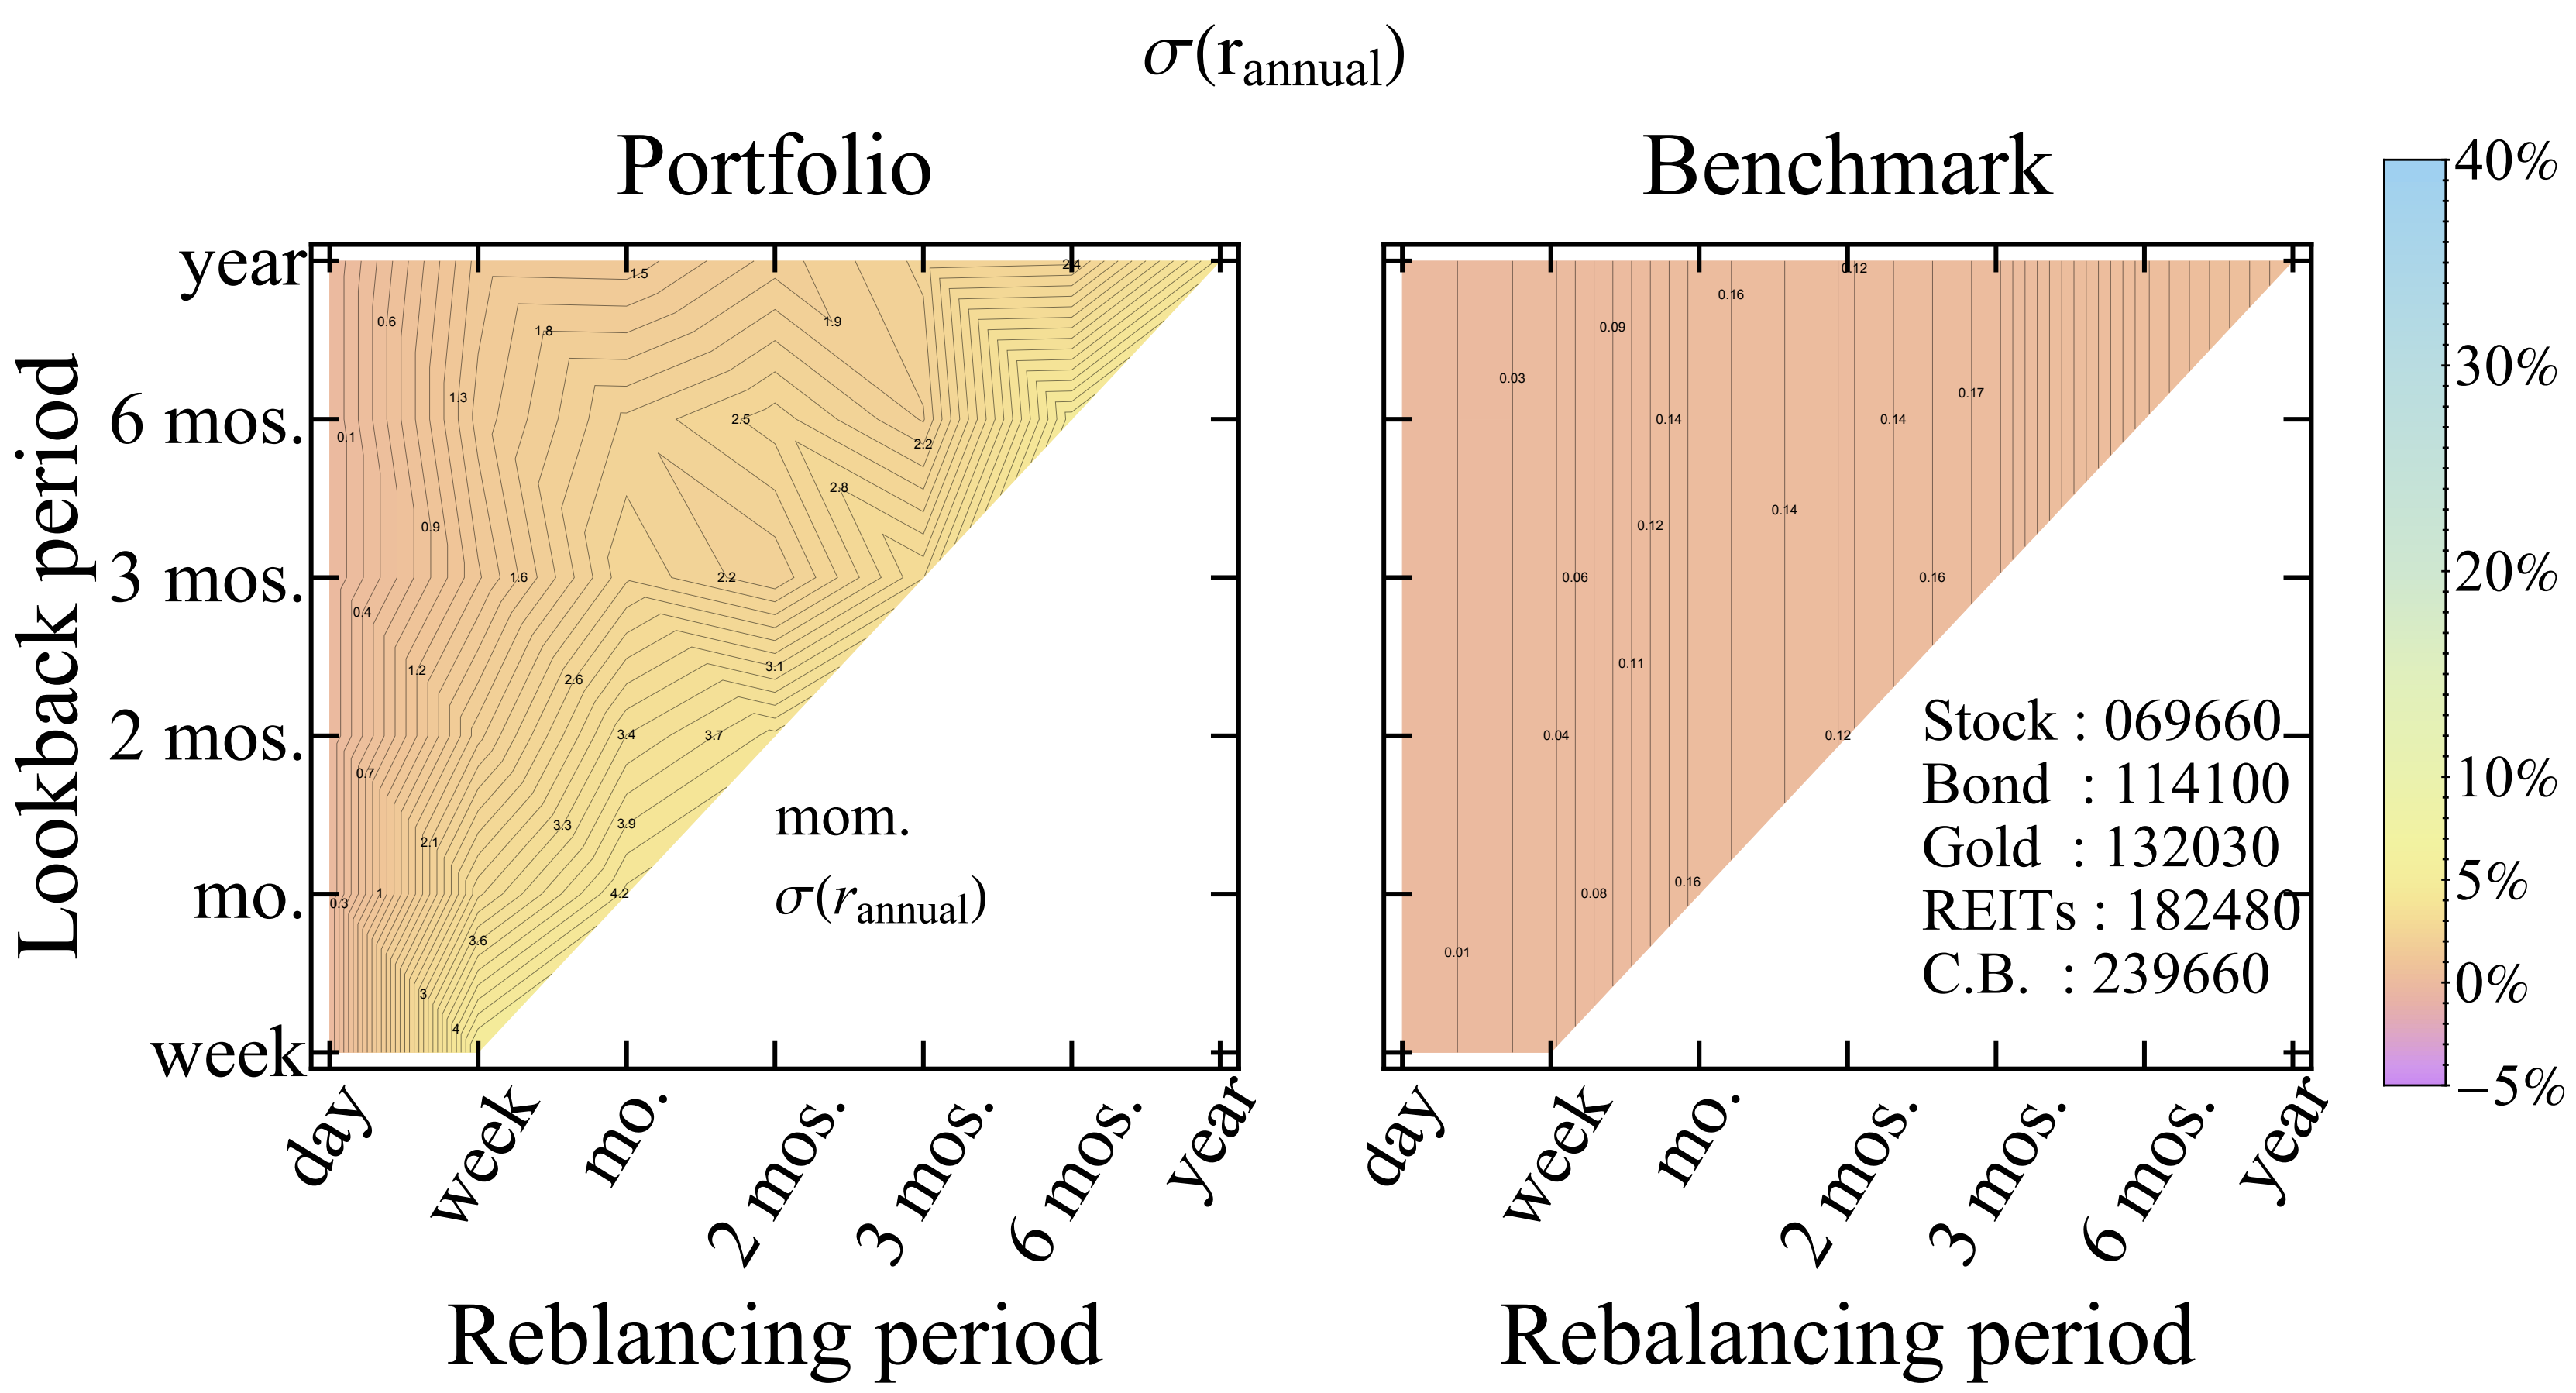 σ(r_annual)
Portfolio
Benchmark
Lookback period
year
6 mos.
3 mos.
2 mos.
mo.
week
0.6
1.5
1.8
1.9
2.4
1.3
0.1
2.5
2.2
2.8
0.9
1.6
2.2
0.4
1.2
2.6
3.1
3.4
3.7
0.7
2.1
3.3
3.9
0.3
1
4.2
3.6
3
4
mom.
σ(r_annual)
day
week
mo.
2 mos.
3 mos.
6 mos.
year
Reblancing period
0.12
0.16
0.09
0.03
0.17
0.14
0.14
0.14
0.12
0.06
0.16
0.11
0.04
0.12
0.16
0.08
0.01
Stock : 069660
Bond : 114100
Gold : 132030
REITs : 182480
C.B. : 239660
day
week
mo.
2 mos.
3 mos.
6 mos.
year
Rebalancing period
40%
30%
20%
10%
5%
0%
−5%